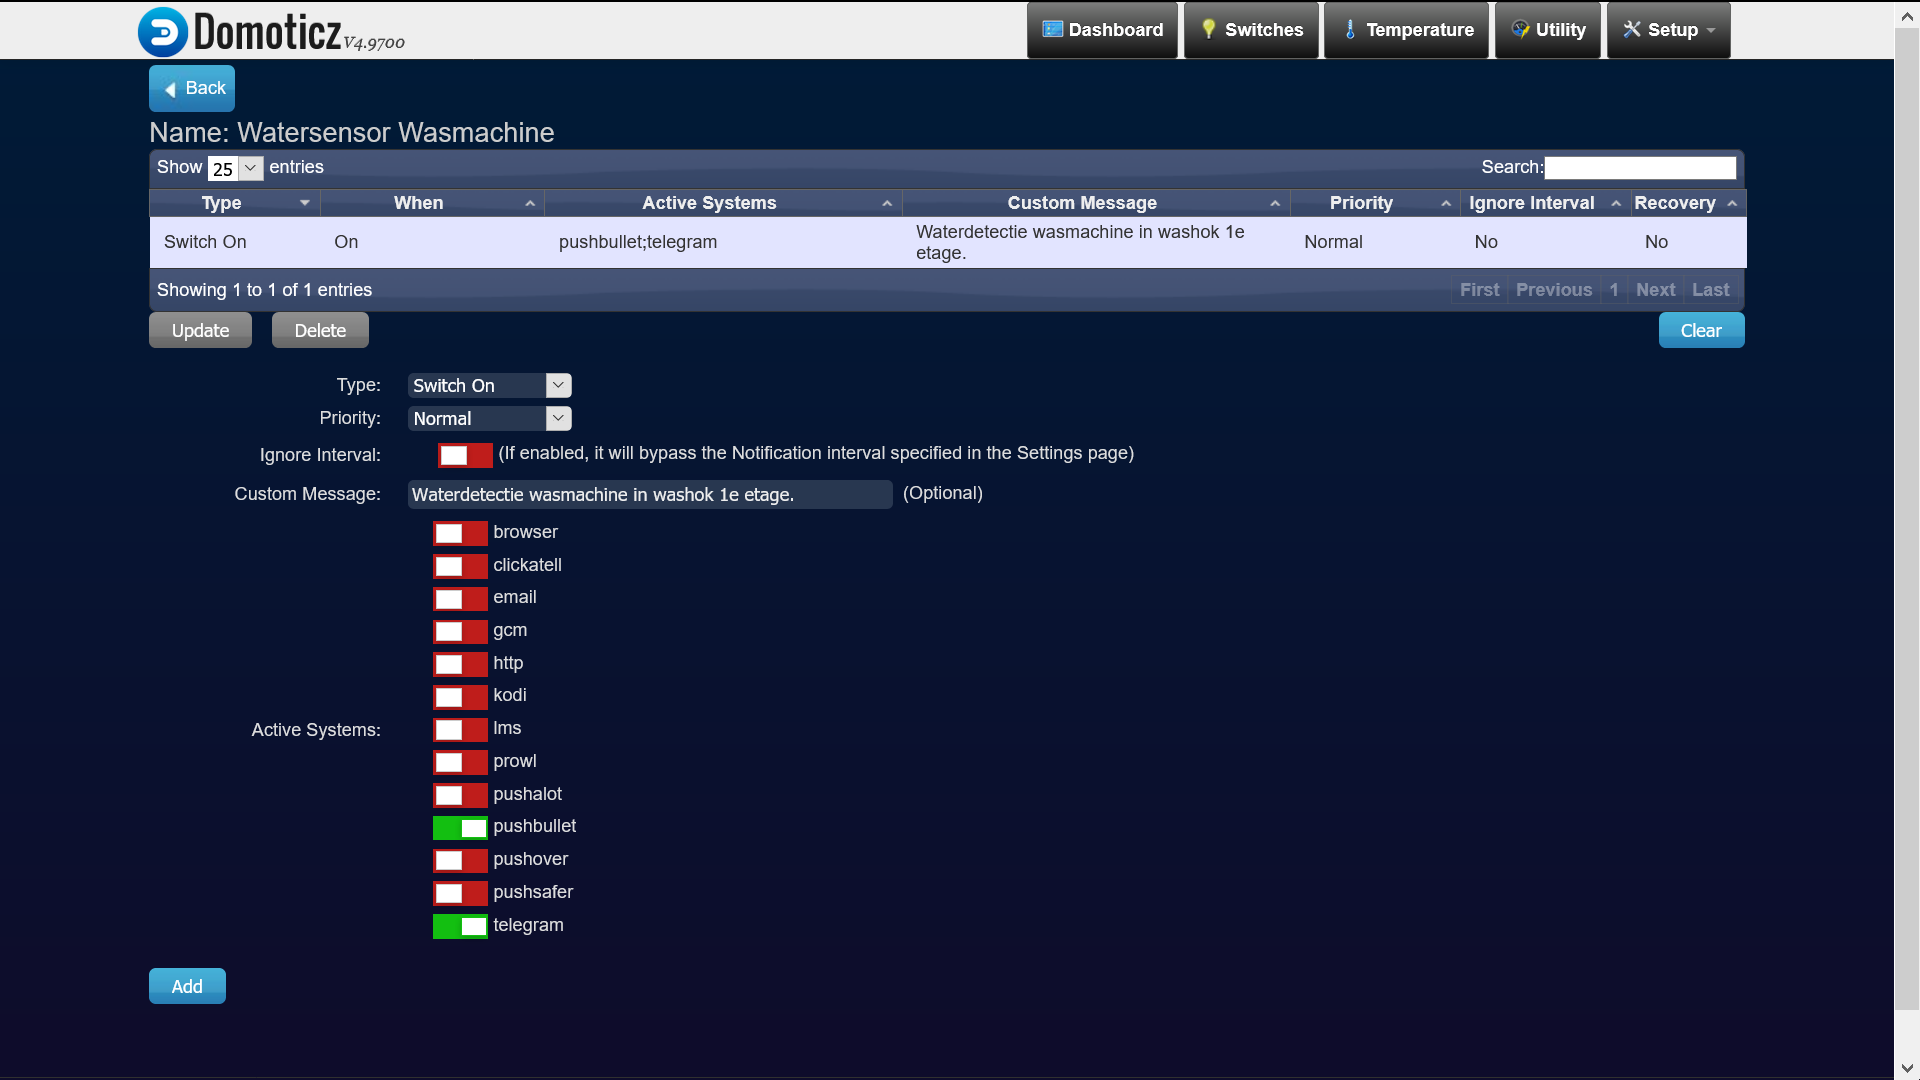 Domoticz V4.9700
Dashboard Switches Temperature Utility Setup
Back
Name: Watersensor Wasmachine
Show 25 entries Search:
Type When Active Systems Custom Message Priority Ignore Interval Recovery
Switch On On pushbullet;telegram Waterdetectie wasmachine in washok 1e Normal No No
etage.
Showing 1 to 1 of 1 entries First Previous 1 Next Last
Update Delete Clear
Type: Switch On
Priority: Normal
Ignore Interval: (If enabled, it will bypass the Notification interval specified in the Settings page)
Custom Message: Waterdetectie wasmachine in washok 1e etage. (Optional)
browser
clickatell
email
gcm
http
kodi
Active Systems: lms
prowl
pushalot
pushbullet
pushover
pushsafer
telegram
Add